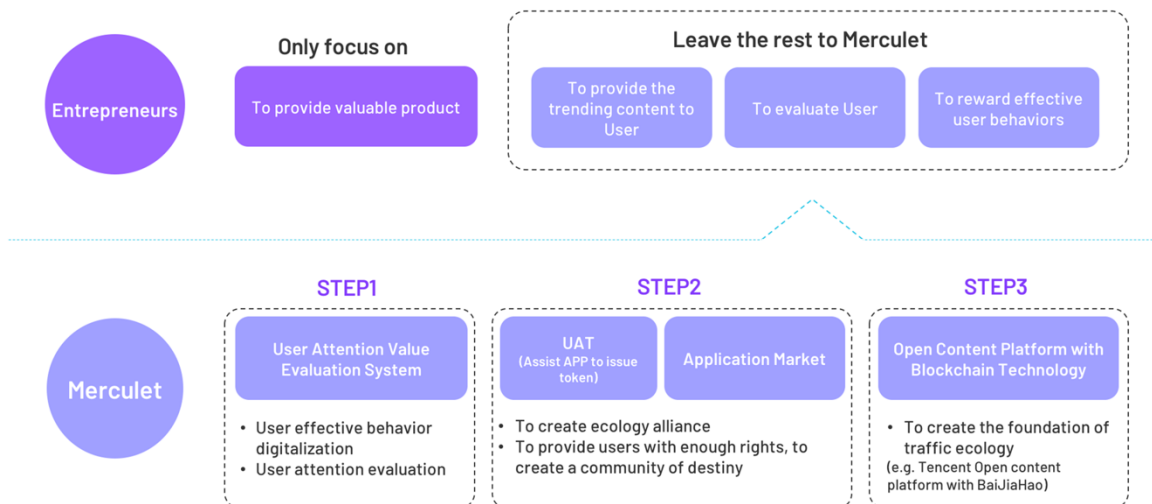 Only focus on
Leave the rest to Merculet
Entrepreneurs
To provide valuable product
To provide the
trending content to
User
To evaluate User
To reward effective
user behaviors
STEP1
STEP2
STEP3
Merculet
User Attention Value
Evaluation System
• User effective behavior
digitalization
• User attention evaluation
UAT
(Assist APP to issue
token)
Application Market
• To create ecology alliance
• To provide users with enough rights, to
create a community of destiny
Open Content Platform with
Blockchain Technology
• To create the foundation of
traffic ecology
(e.g. Tencent Open content
platform with BaiJiaHao)